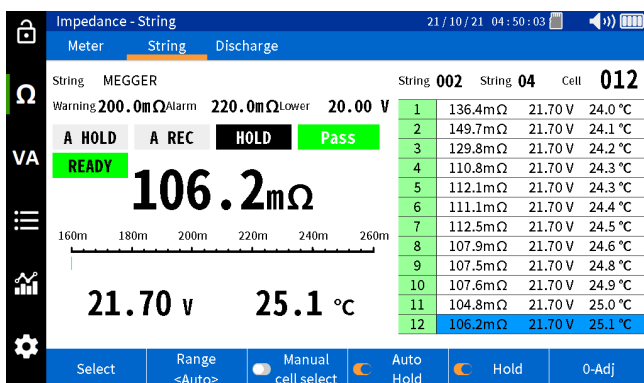 Impedance - String 21/10/21 04:50:03
Meter String Discharge
String MEGGER String 002 String 04 Cell 012
Warning 200.0mΩ Alarm 220.0mΩ Lower 20.00 V
A HOLD A REC HOLD Pass
READY
106.2mΩ
160m 180m 200m 220m 240m 260m
21.70 V 25.1 °C
1 136.4mΩ 21.70 V 24.0 °C
2 149.7mΩ 21.70 V 24.1 °C
3 129.8mΩ 21.70 V 24.2 °C
4 110.8mΩ 21.70 V 24.3 °C
5 112.1mΩ 21.70 V 24.3 °C
6 111.1mΩ 21.70 V 24.4 °C
7 112.5mΩ 21.70 V 24.5 °C
8 107.9mΩ 21.70 V 24.6 °C
9 107.5mΩ 21.70 V 24.8 °C
10 107.6mΩ 21.70 V 24.9 °C
11 104.8mΩ 21.70 V 25.0 °C
12 106.2mΩ 21.70 V 25.1 °C
Ω
VA
Select Range Manual Auto Hold 0-Adj
<Auto> cell select Hold